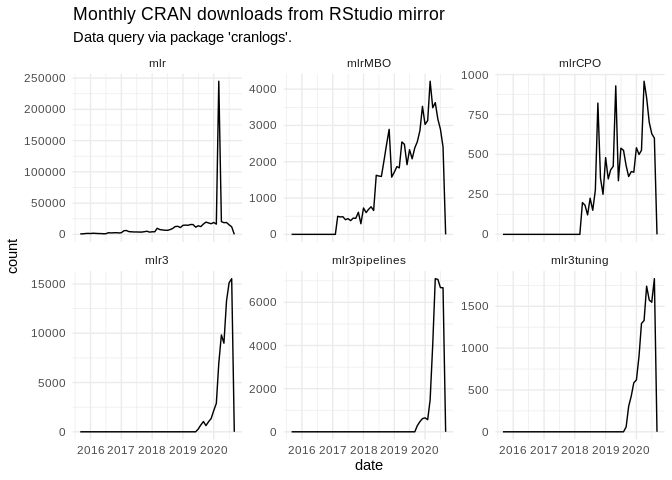 Monthly CRAN downloads from RStudio mirror
Data query via package 'cranlogs'.
mlr
mlrMBO
mlrCPO
250000
200000
150000
100000
50000
0
4000
3000
2000
1000
0
1000
750
500
250
0
count
mlr3
mlr3pipelines
mlr3tuning
15000
10000
5000
0
6000
4000
2000
0
1500
1000
500
0
2016 2017 2018 2019 2020
2016 2017 2018 2019 2020
2016 2017 2018 2019 2020
date